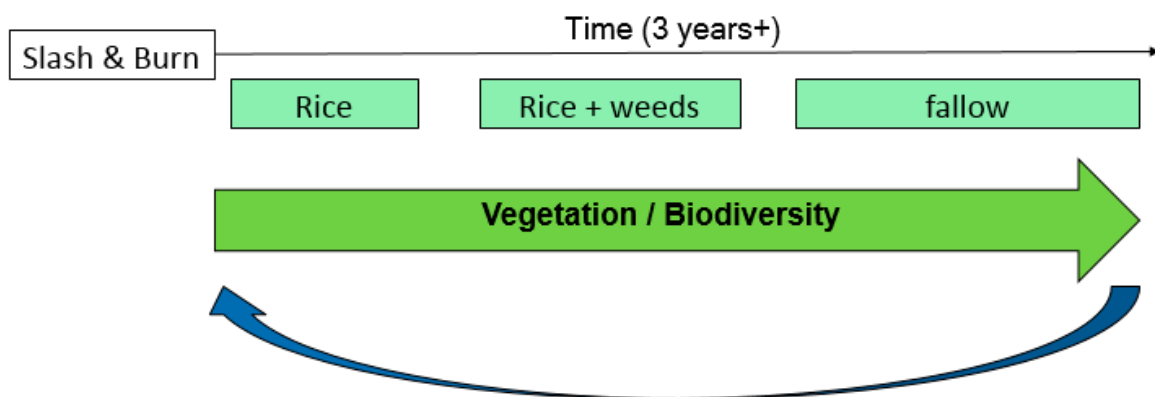 Time (3 years+)
Slash & Burn
Rice
Rice + weeds
fallow
Vegetation / Biodiversity